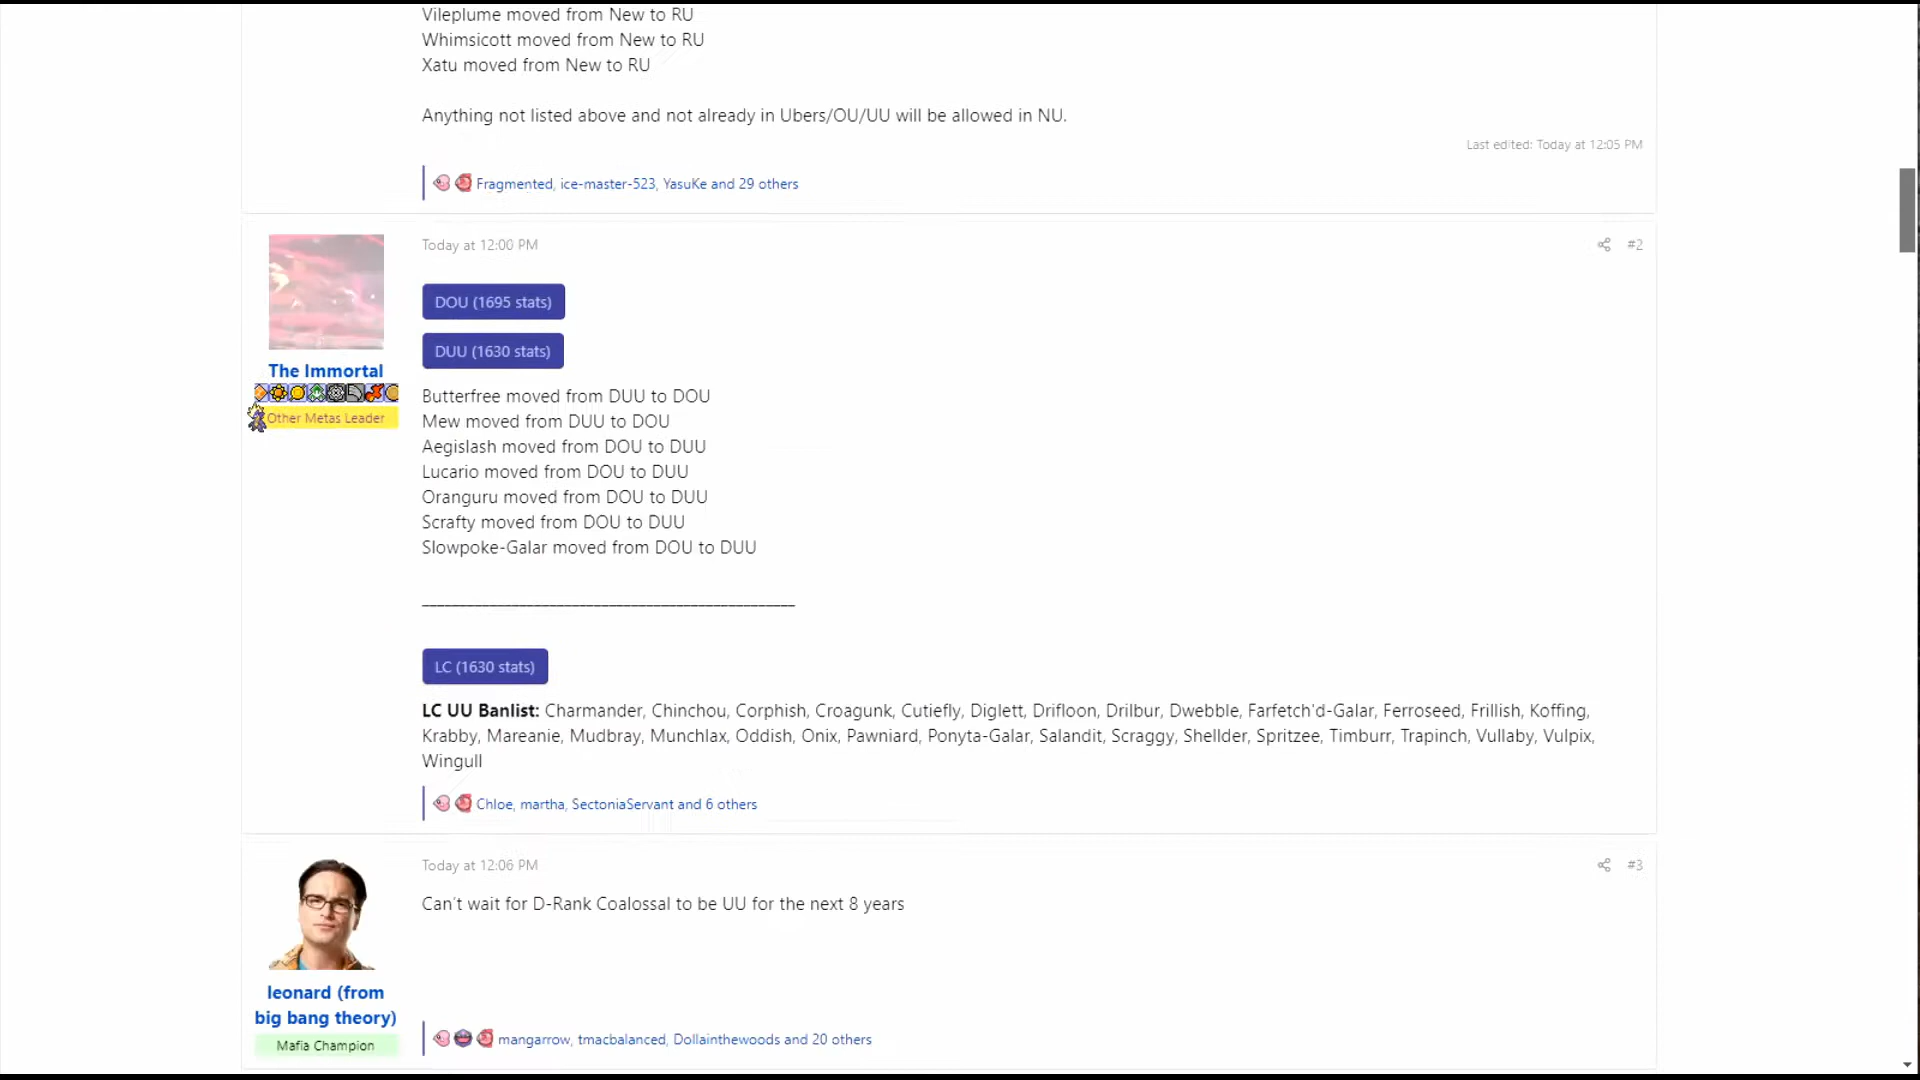 Vileplume moved from New to RU
Whimsicott moved from New to RU
Xatu moved from New to RU
Anything not listed above and not already in Ubers/OU/UU will be allowed in NU.
Last edited: Today at 12:05 PM
Fragmented, ice-master-523, YasuKe and 29 others
Today at 12:00 PM
#2
DOU (1695 stats)
DUU (1630 stats)
The Immortal
Other Metas Leader
Butterfree moved from DUU to DOU
Mew moved from DUU to DOU
Aegislash moved from DOU to DUU
Lucario moved from DOU to DUU
Oranguru moved from DOU to DUU
Scrafty moved from DOU to DUU
Slowpoke-Galar moved from DOU to DUU
LC (1630 stats)
LC UU Banlist: Charmander, Chinchou, Corphish, Croagunk, Cutiefly, Diglett, Drifloon, Drilbur, Dwebble, Farfetch'd-Galar, Ferroseed, Frillish, Koffing,
Krabby, Mareanie, Mudbray, Munchlax, Oddish, Onix, Pawniard, Ponyta-Galar, Salandit, Scraggy, Shellder, Spritzee, Timburr, Trapinch, Vullaby, Vulpix,
Wingull
Chloe, martha, SectoniaServant and 6 others
Today at 12:06 PM
#3
Can't wait for D-Rank Coalossal to be UU for the next 8 years
leonard (from
big bang theory)
Mafia Champion
mangarrow, tmacbalanced, Dollainthewoods and 20 others